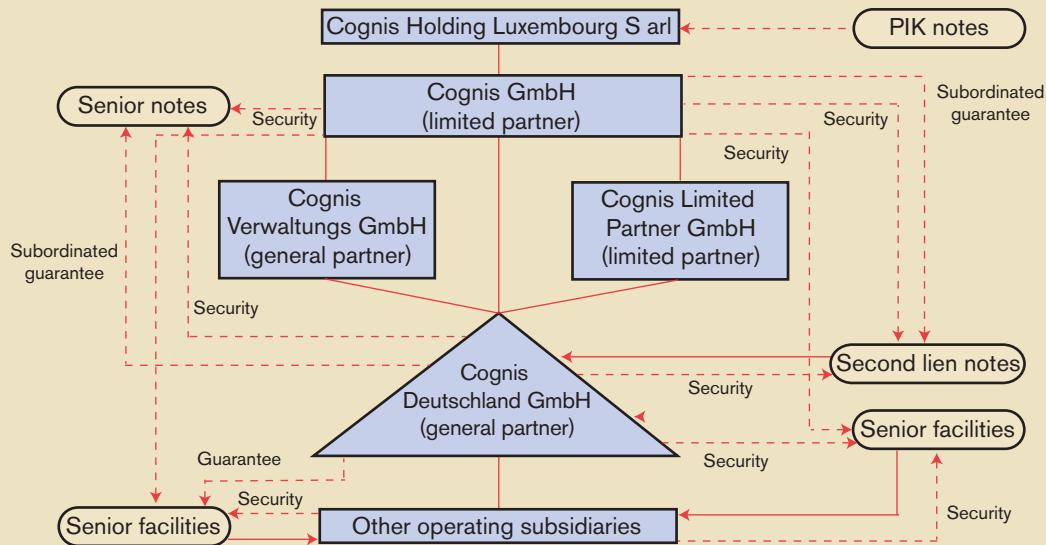 Cognis Holding Luxembourg S arl
PIK notes
Cognis GmbH
(limited partner)
Senior notes
Security
Subordinated
guarantee
Security
Security
Cognis
Verwaltungs GmbH
(general partner)
Cognis Limited
Partner GmbH
(limited partner)
Subordinated
guarantee
Security
Cognis
Deutschland GmbH
(general partner)
Second lien notes
Security
Senior facilities
Security
Guarantee
Security
Senior facilities
Other operating subsidiaries
Security